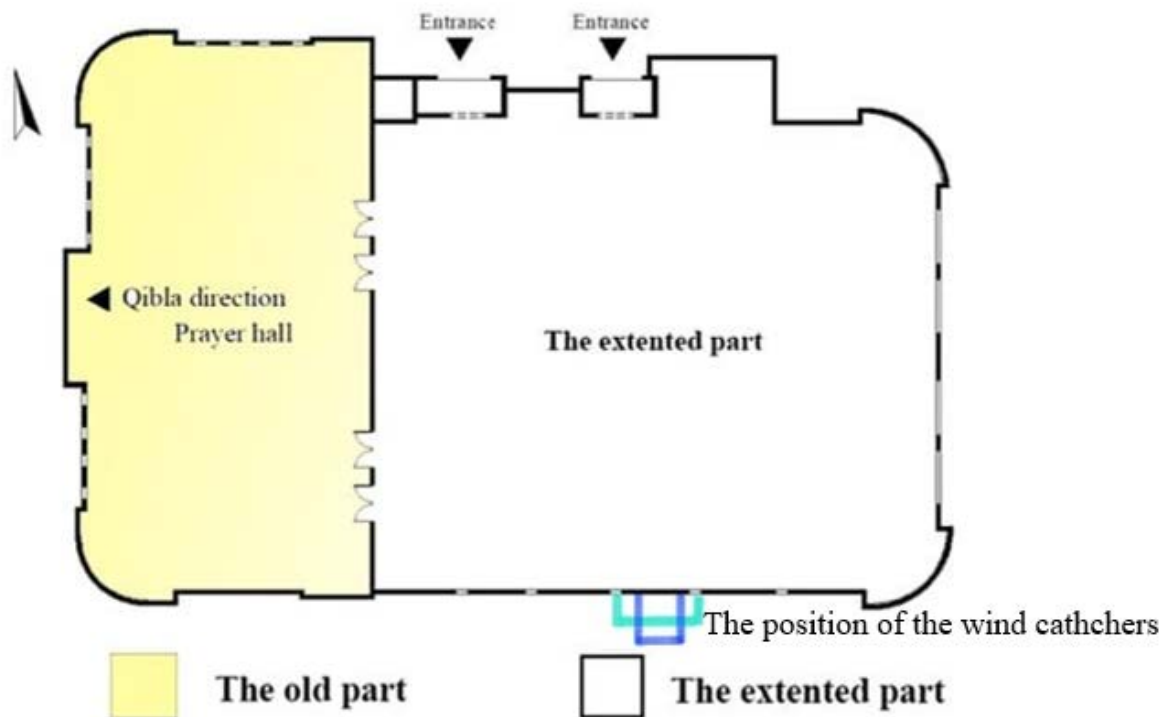 Entrance
Entrance
Qibla direction
Prayer hall
The extented part
The position of the wind cathchers
The old part
The extented part